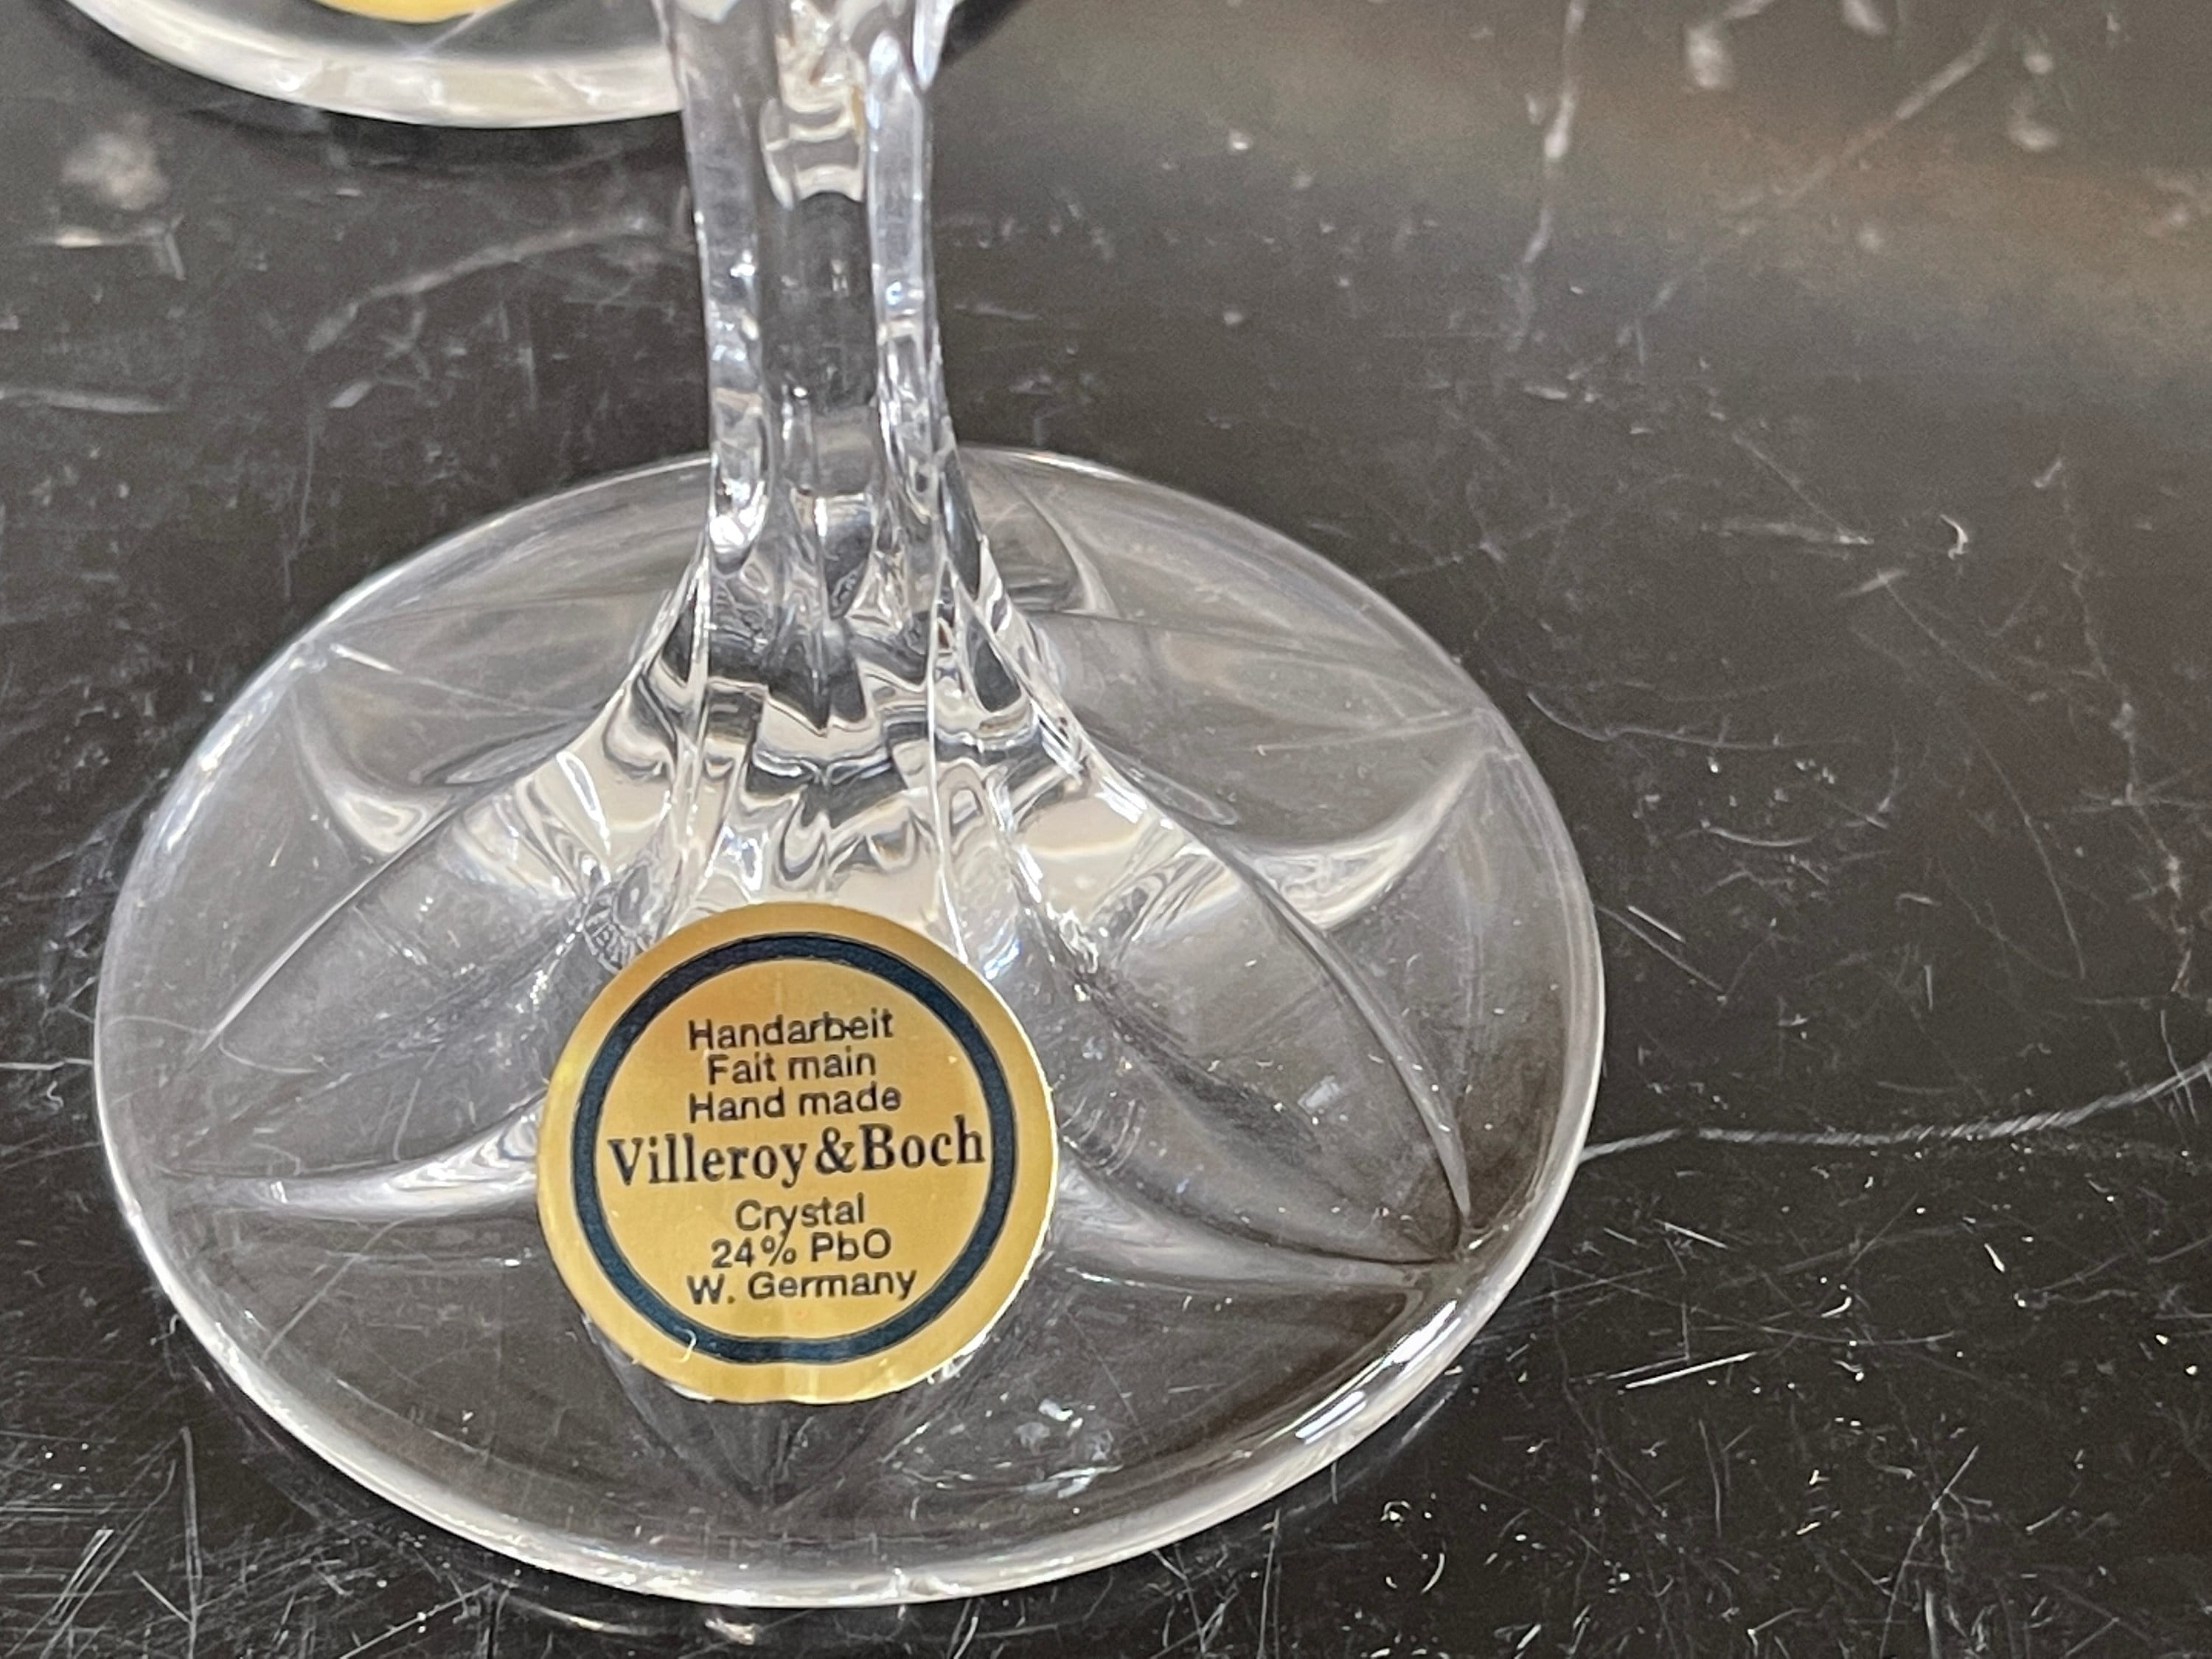 Handarbeit
Fait main
Hand made
Villeroy&Boch
Crystal
24% PbO
W. Germany